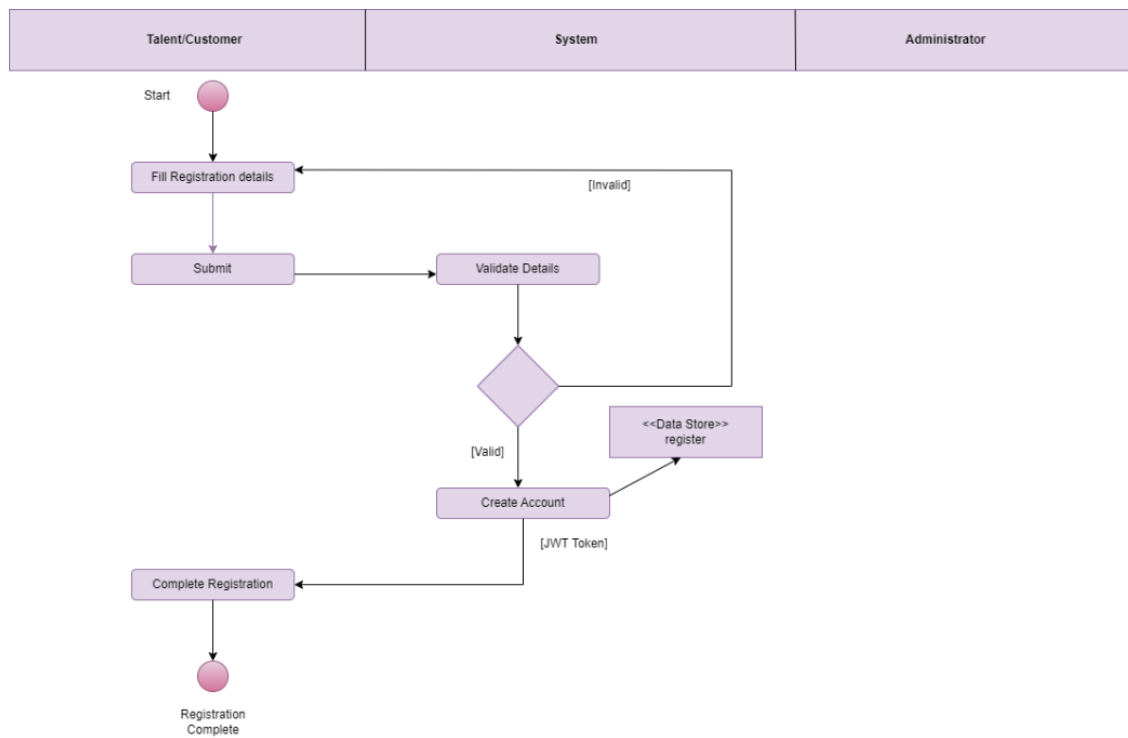 Talent/Customer
System
Administrator
Start
Fill Registration details
[Invalid]
Submit
Validate Details
<<Data Store>>
register
[Valid]
Create Account
[JWT Token]
Complete Registration
Registration
Complete